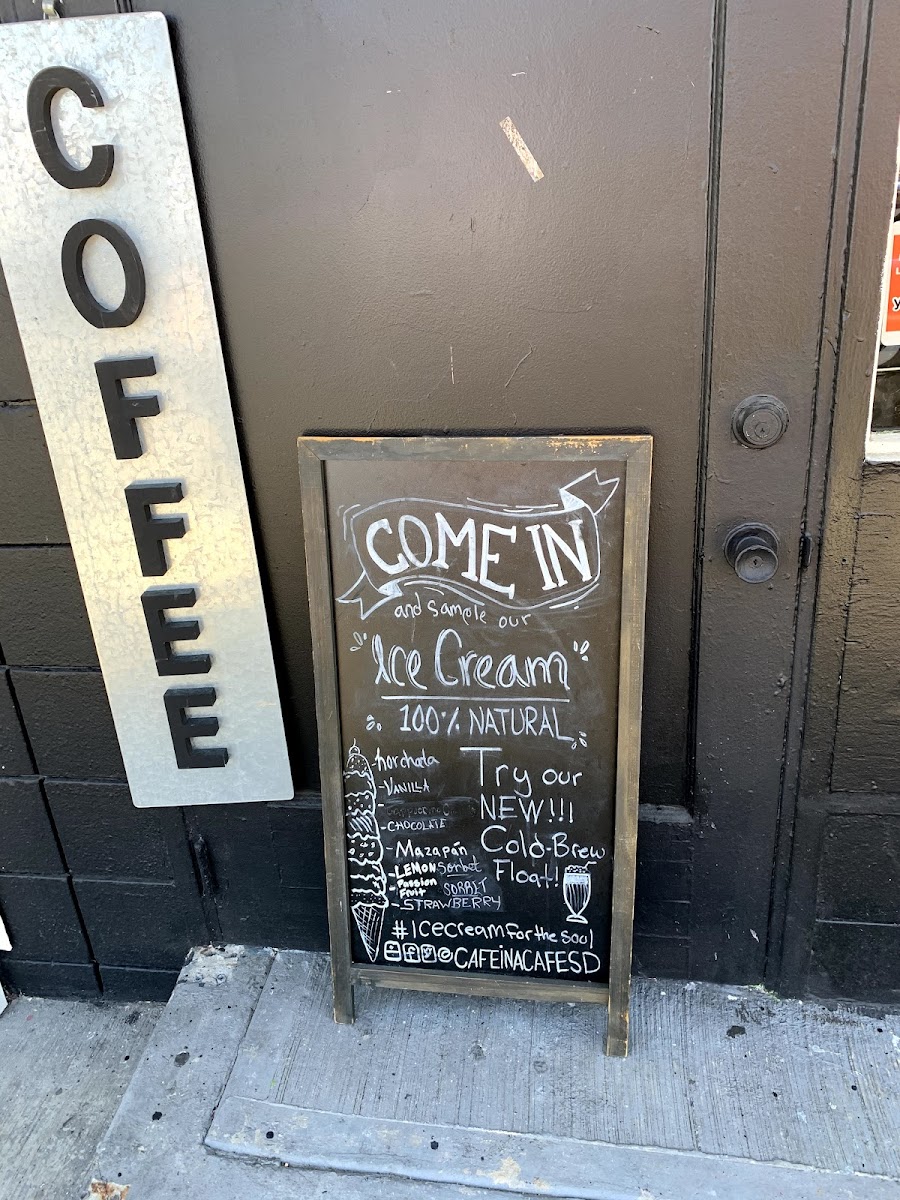 COFFEE
COME IN
and sample our
Ice Cream
100% NATURAL
horchata
-VANILLA
-CHOCOLATE
-Mazapán
-LEMON Sorbet
-Passion Fruit SORBET
-STRAWBERRY
Try our
NEW!!!
Cold-Brew
Float!
#icecreamforthesoul
CAFEINACAFESD